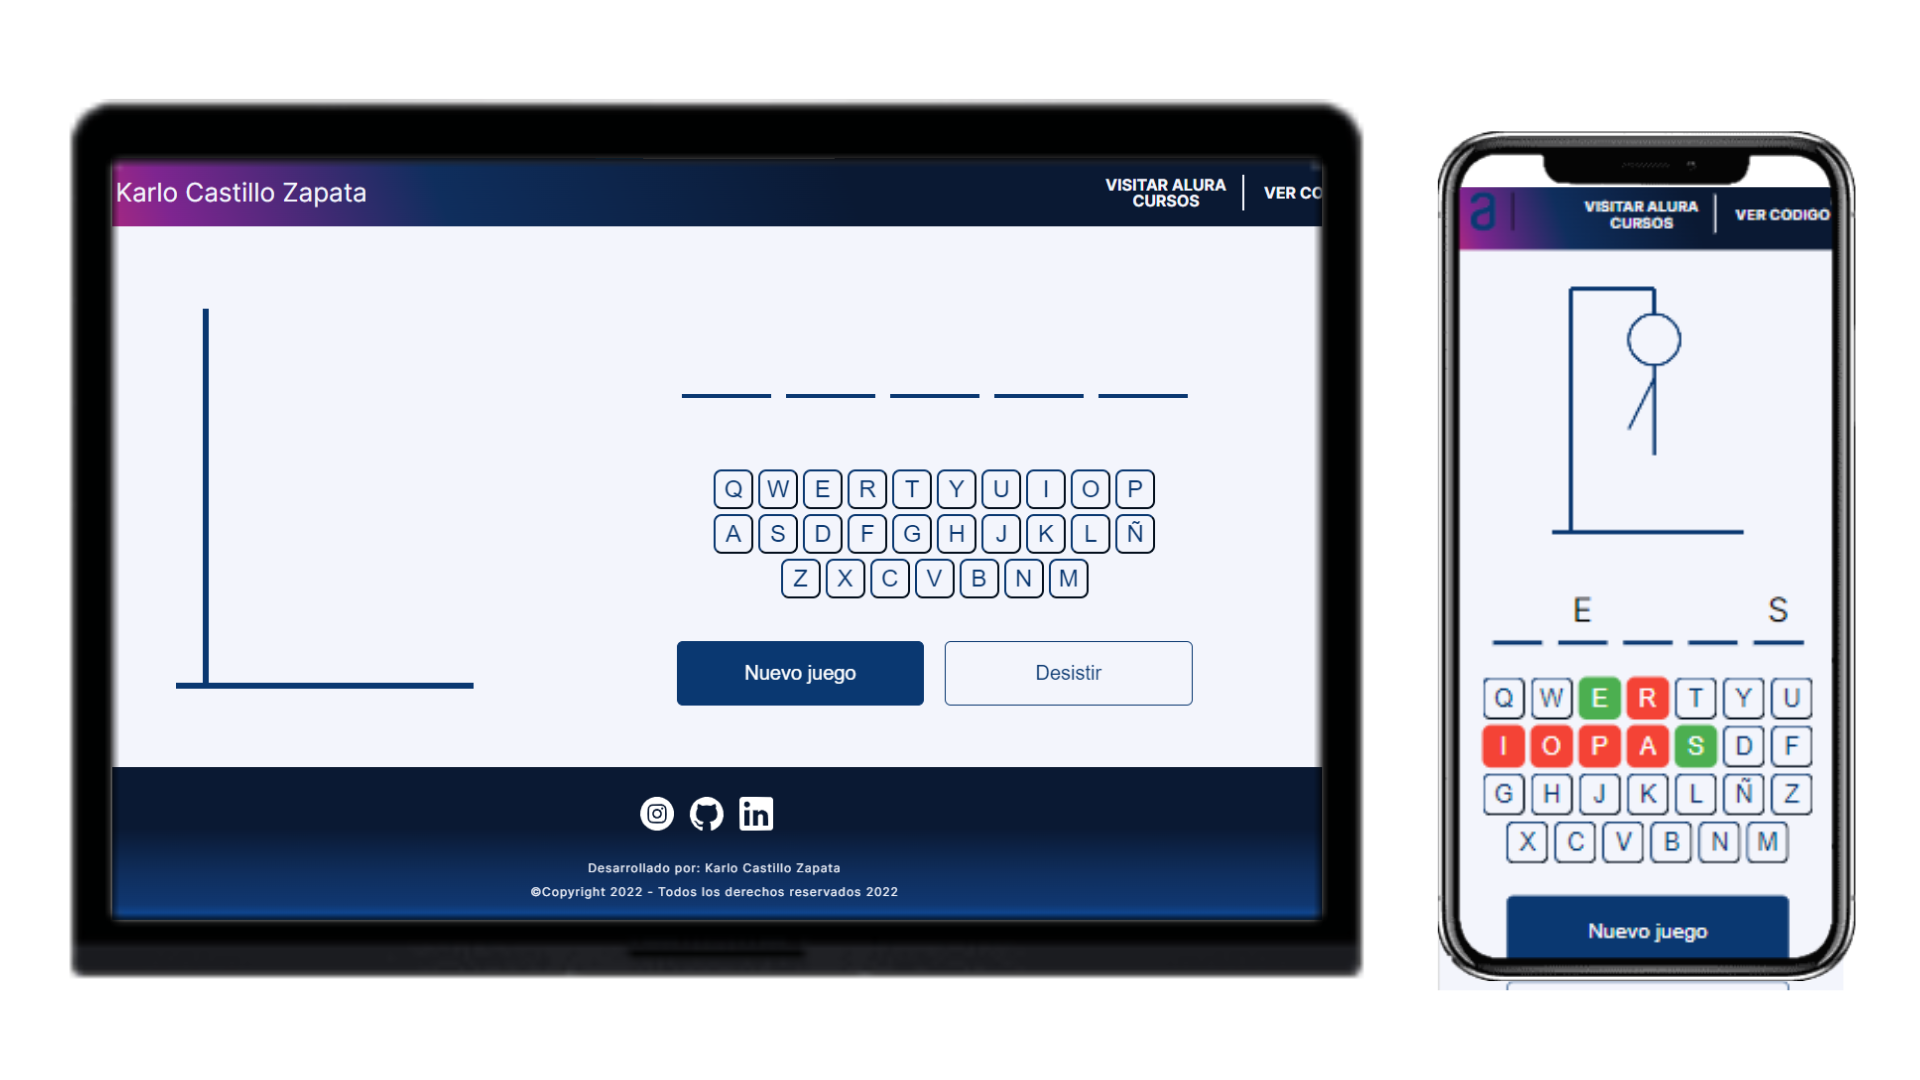 Karlo Castillo Zapata
VISITAR ALURA
CURSOS
VER CO
Q W E R T Y U I O P
A S D F G H J K L Ñ
Z X C V B N M
Nuevo juego
Desistir
Desarrollado por: Karlo Castillo Zapata
©Copyright 2022 - Todos los derechos reservados 2022
a
VISITAR ALURA
CURSOS
VER CODIGO
E S
Q W E R T Y U
I O P A S D F
G H J K L Ñ Z
X C V B N M
Nuevo juego